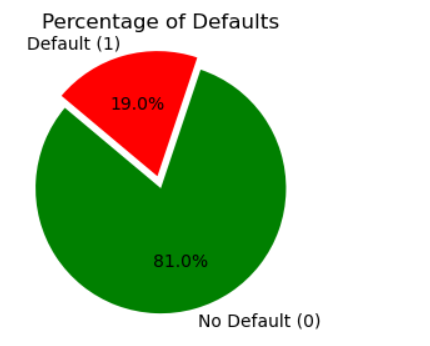 Percentage of Defaults
Default (1)
19.0%
81.0%
No Default (0)